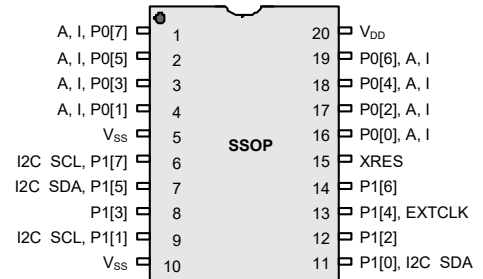 A, I, P0[7] 1 20 VDD
A, I, P0[5] 2 19 P0[6], A, I
A, I, P0[3] 3 18 P0[4], A, I
A, I, P0[1] 4 17 P0[2], A, I
VSS 5 16 P0[0], A, I
SSOP
I2C SCL, P1[7] 6 15 XRES
I2C SDA, P1[5] 7 14 P1[6]
P1[3] 8 13 P1[4], EXTCLK
I2C SCL, P1[1] 9 12 P1[2]
VSS 10 11 P1[0], I2C SDA